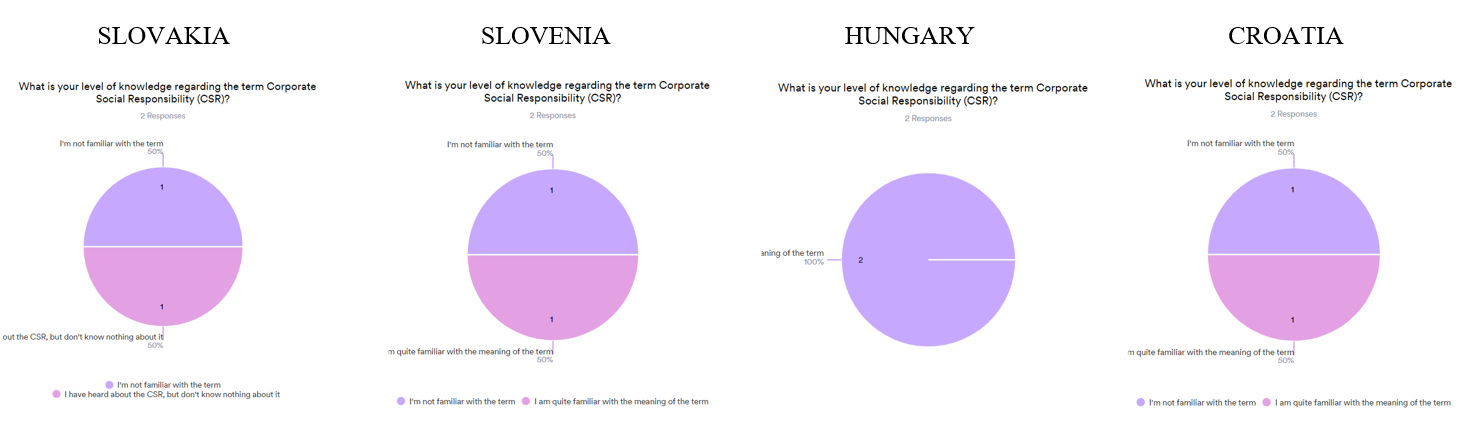 SLOVAKIA
What is your level of knowledge regarding the term Corporate
Social Responsibility (CSR)?
2 Responses
I'm not familiar with the term
50%
1
1
out the CSR, but don't know nothing about it
50%
I'm not familiar with the term
I have heard about the CSR, but don't know nothing about it
SLOVENIA
What is your level of knowledge regarding the term Corporate
Social Responsibility (CSR)?
2 Responses
I'm not familiar with the term
50%
1
1
m quite familiar with the meaning of the term
50%
I'm not familiar with the term
I am quite familiar with the meaning of the term
HUNGARY
What is your level of knowledge regarding the term Corporate
Social Responsibility (CSR)?
2 Responses
aning of the term
100%
2
CROATIA
What is your level of knowledge regarding the term Corporate
Social Responsibility (CSR)?
2 Responses
I'm not familiar with the term
50%
1
1
m quite familiar with the meaning of the term
50%
I'm not familiar with the term
I am quite familiar with the meaning of the term